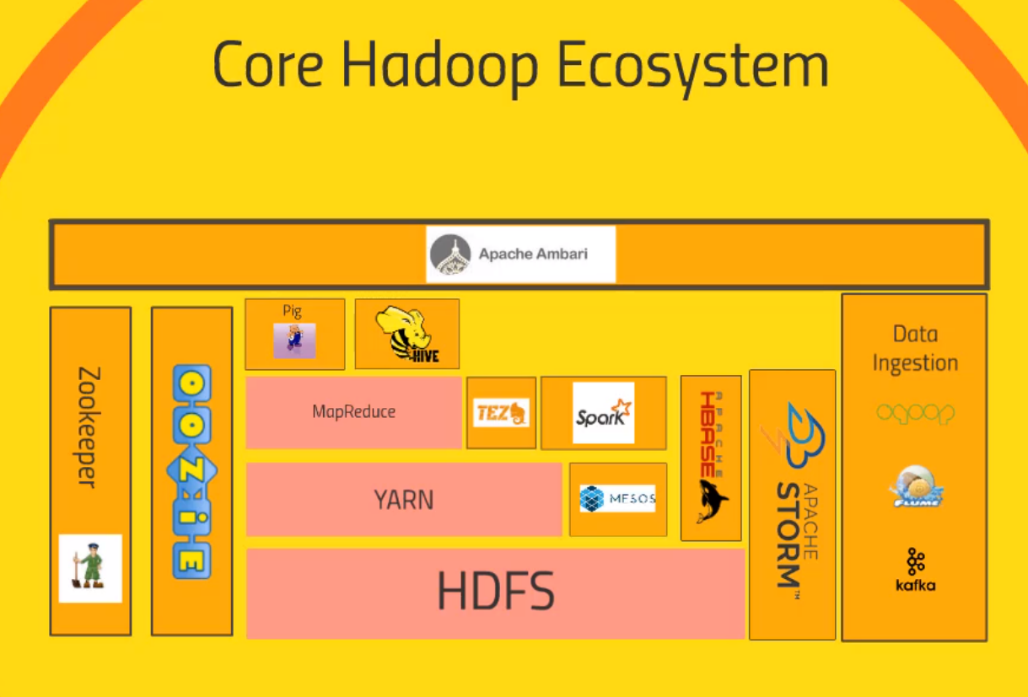 Core Hadoop Ecosystem
Apache Ambari
Zookeeper
OOZIE
Pig
HIVE
MapReduce
TEZ
Spark
YARN
MESOS
HDFS
APACHE
HBASE
APACHE
STORM™
Data
Ingestion
sqoop
FLUME
kafka